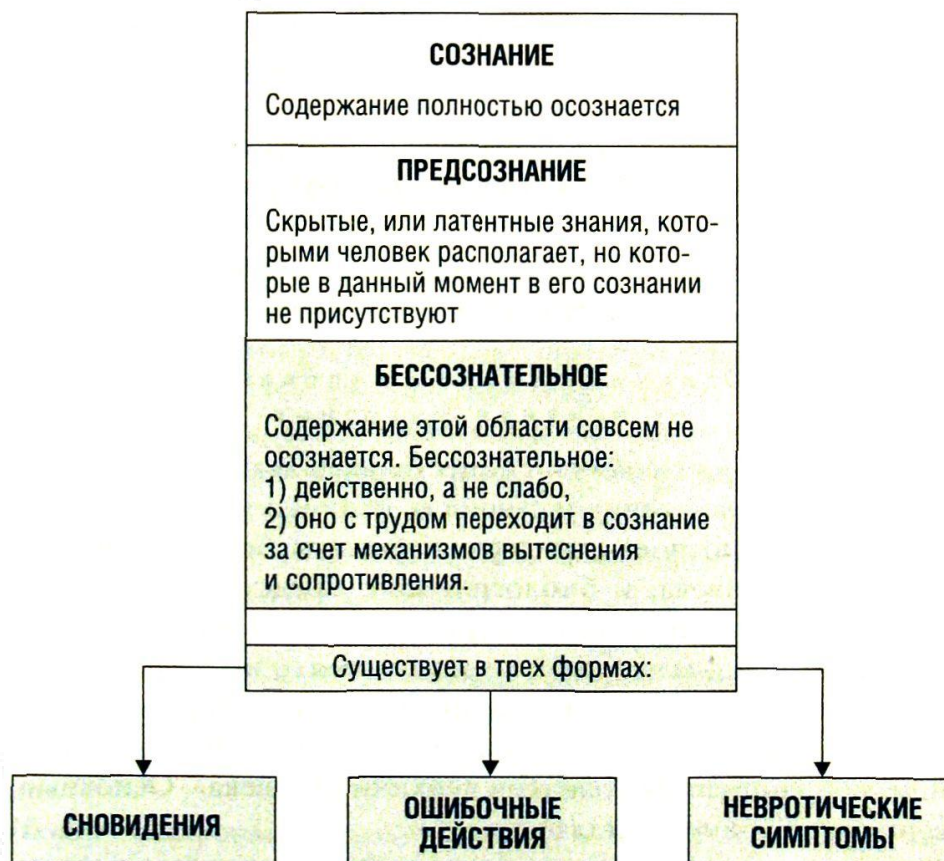 СОЗНАНИЕ
Содержание полностью осознается
ПРЕДСОЗНАНИЕ
Скрытые, или латентные знания, кото-
рыми человек располагает, но кото-
рые в данный момент в его сознании
не присутствуют
БЕССОЗНАТЕЛЬНОЕ
Содержание этой области совсем не
осознается. Бессознательное:
1) действенно, а не слабо,
2) оно с трудом переходит в сознание
за счет механизмов вытеснения
и сопротивления.
Существует в трех формах:
СНОВИДЕНИЯ
ОШИБОЧНЫЕ
ДЕЙСТВИЯ
НЕВРОТИЧЕСКИЕ
СИМПТОМЫ